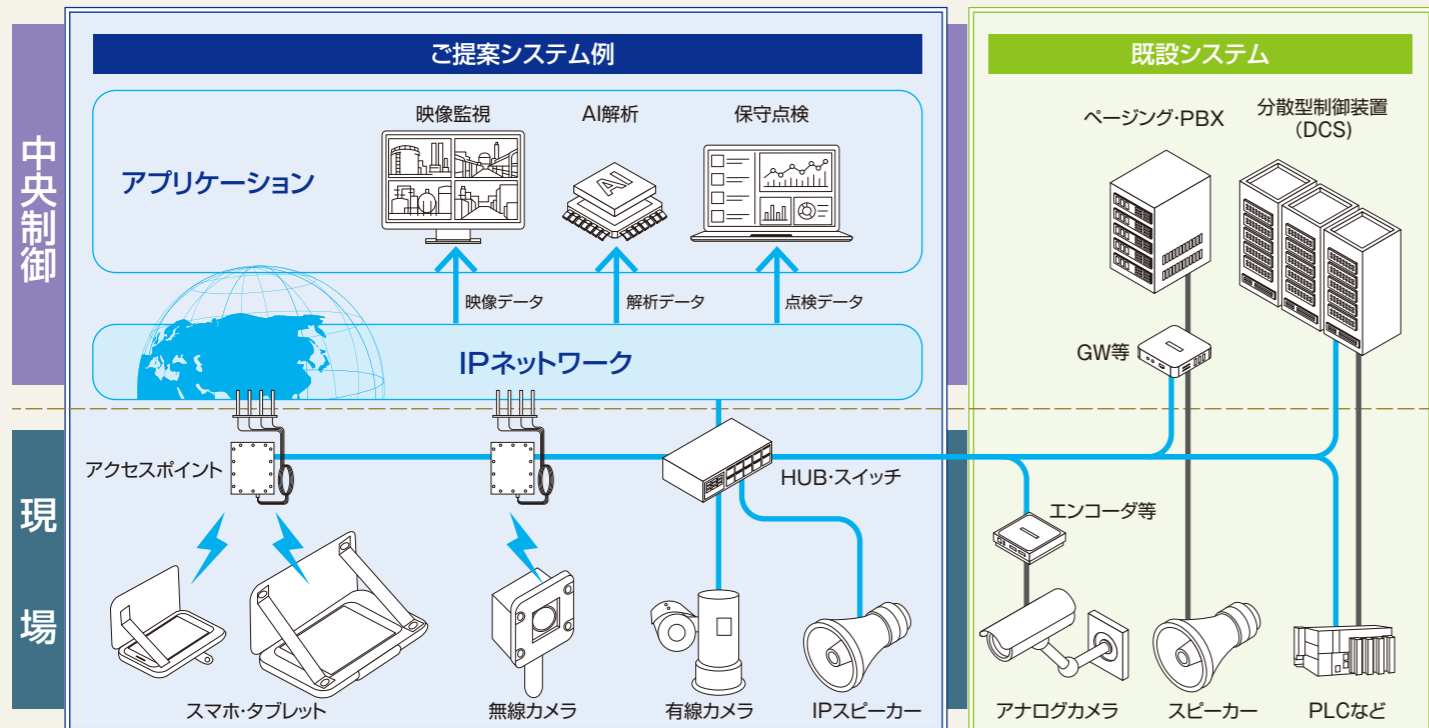 中央制御
現場
ご提案システム例
映像監視
AI解析
保守点検
アプリケーション
AI
映像データ
解析データ
点検データ
IPネットワーク
アクセスポイント
HUB・スイッチ
スマホ・タブレット
無線カメラ
有線カメラ
IPスピーカー
既設システム
ページング・PBX
分散型制御装置
(DCS)
GW等
エンコーダ等
アナログカメラ
スピーカー
PLCなど